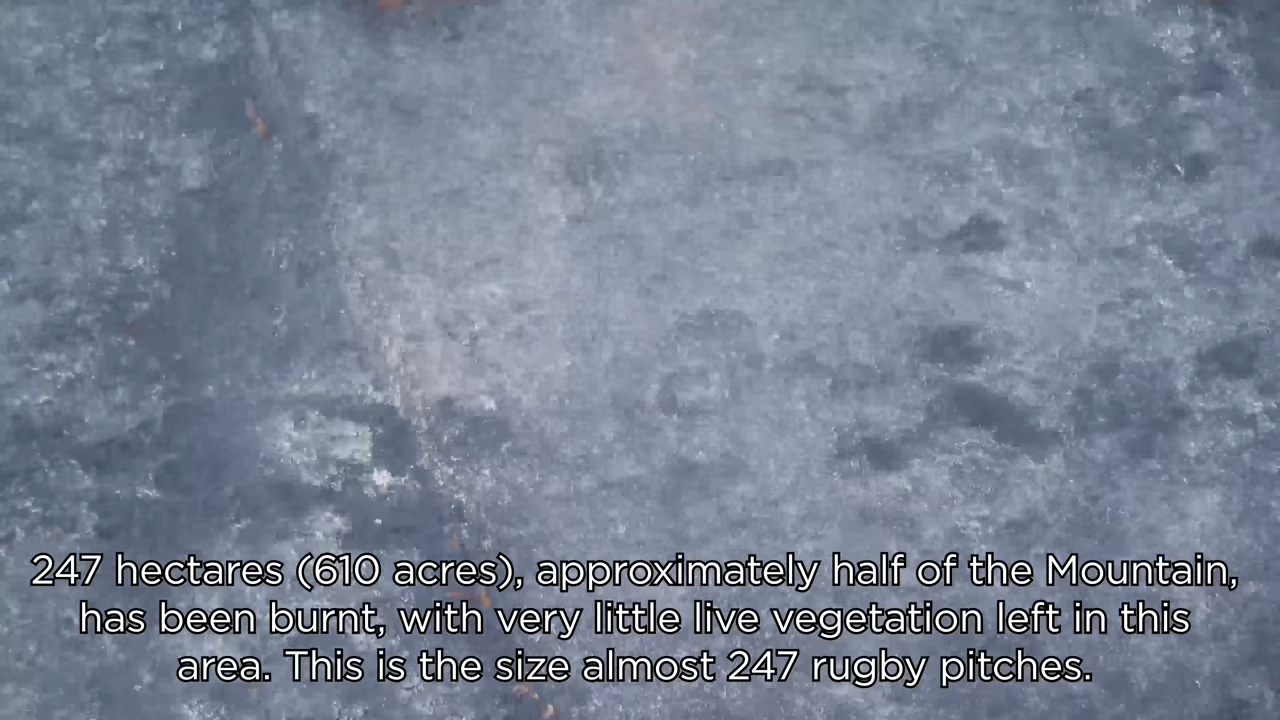 247 hectares (610 acres), approximately half of the Mountain,
has been burnt, with very little live vegetation left in this
area. This is the size almost 247 rugby pitches.